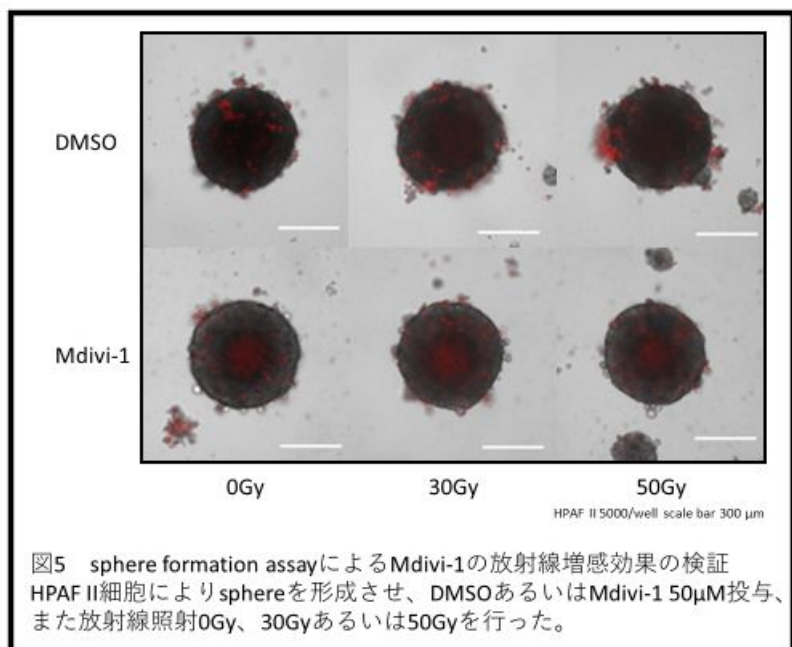 DMSO
Mdivi-1
0Gy 30Gy 50Gy
HPAF II 5000/well scale bar 300 μm
図5 sphere formation assayによるMdivi-1の放射線増感効果の検証
HPAF II細胞によりsphereを形成させ、DMSOあるいはMdivi-1 50μM投与、
また放射線照射0Gy、30Gyあるいは50Gyを行った。